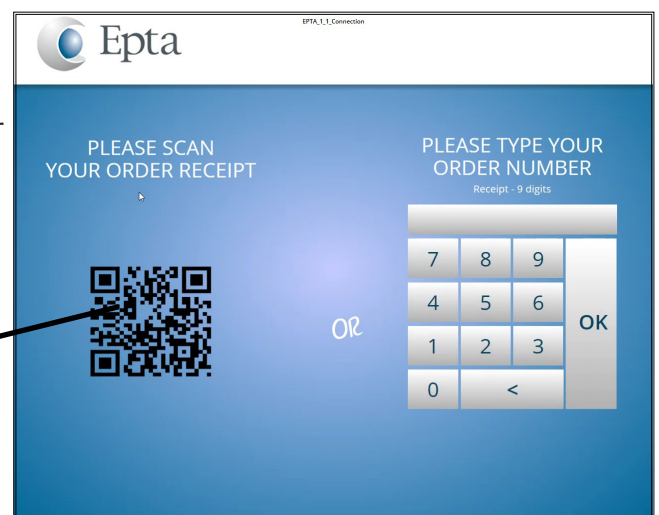 EPTA_1_1_Connection
Epta
PLEASE SCAN
YOUR ORDER RECEIPT
OR
PLEASE TYPE YOUR
ORDER NUMBER
Receipt - 9 digits
7 8 9
4 5 6
OK
1 2 3
0 <